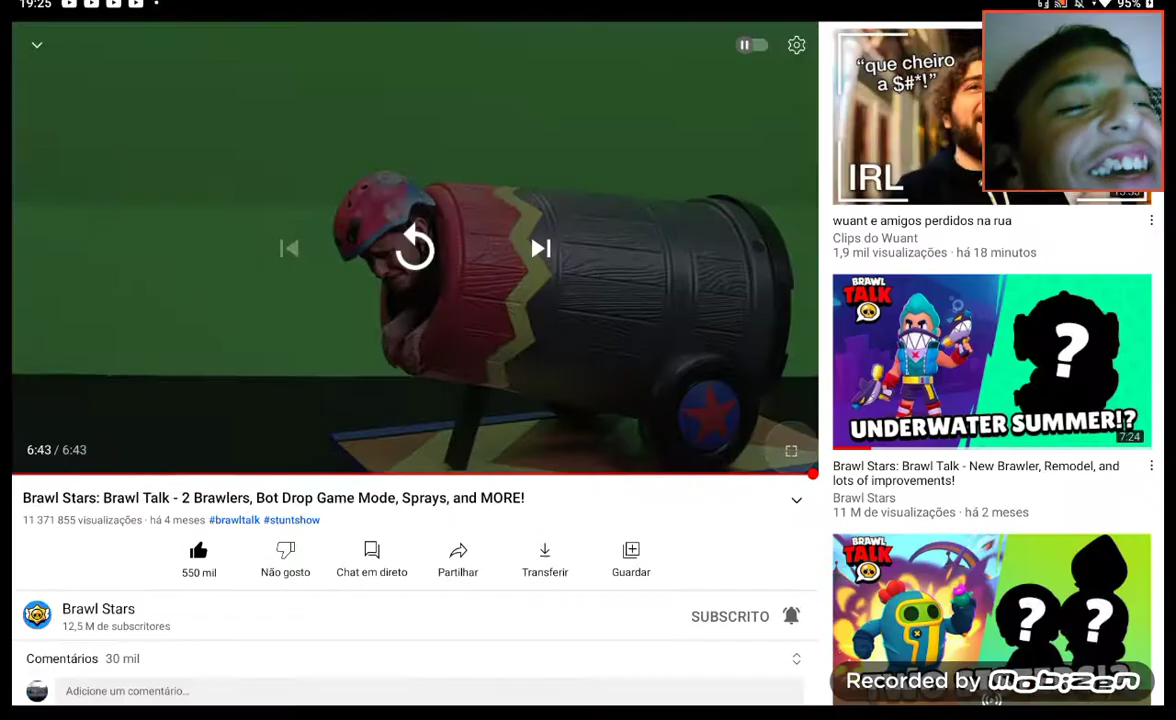 19:25
95%
"que cheiro
a $#*!"
IRL
wuant e amigos perdidos na rua
Clips do Wuant
1,9 mil visualizações · há 18 minutos
6:43 / 6:43
Brawl Stars: Brawl Talk - 2 Brawlers, Bot Drop Game Mode, Sprays, and MORE!
11 371 855 visualizações · há 4 meses #brawltalk #stuntshow
550 mil
Não gosto
Chat em direto
Partilhar
Transferir
Guardar
Brawl Stars
12,5 M de subscritores
SUBSCRITO
Comentários 30 mil
Adicione um comentário...
BRAWL
TALK
?
UNDERWATER SUMMER!?
7:24
Brawl Stars: Brawl Talk - New Brawler, Remodel, and
lots of improvements!
Brawl Stars
11 M de visualizações · há 2 meses
BRAWL
TALK
? ?
Recorded by mobizen